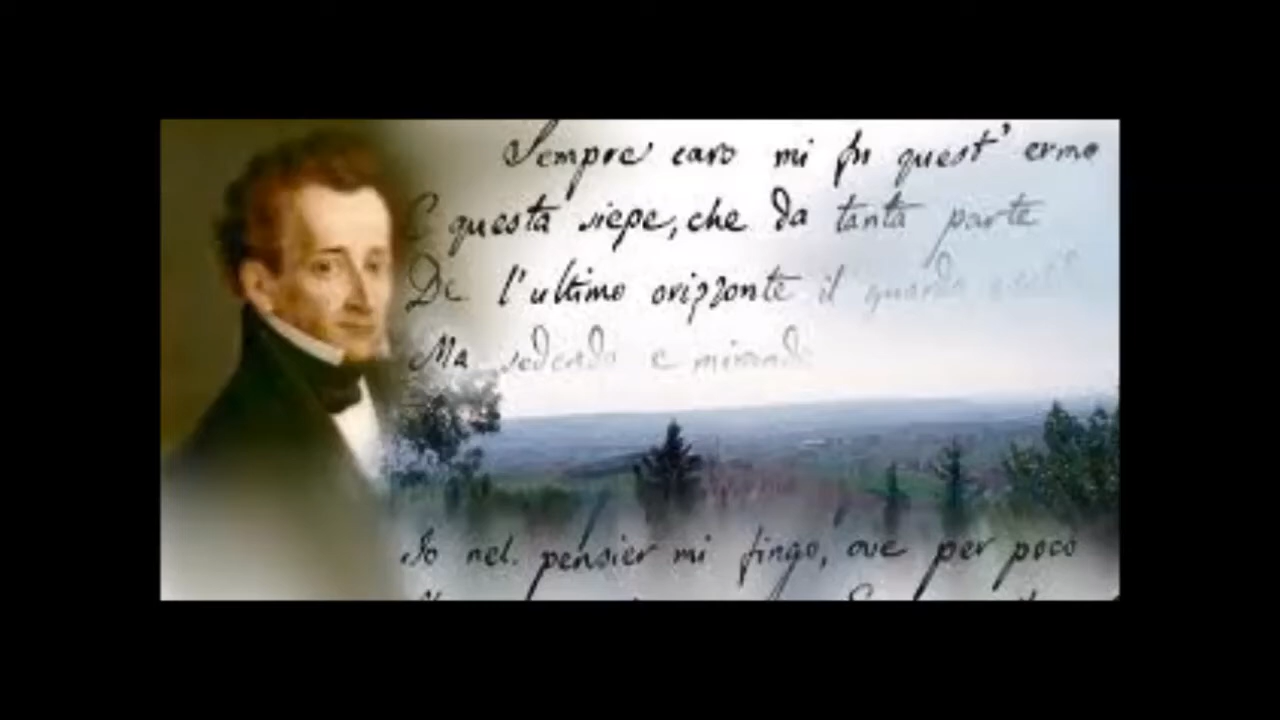 Sempre caro mi fu quest' ermo
E questa siepe, che da tanta parte
De l'ultimo orizzonte il guardo
Ma sedendo e mirando
Io nel pensier mi fingo, ove per poco